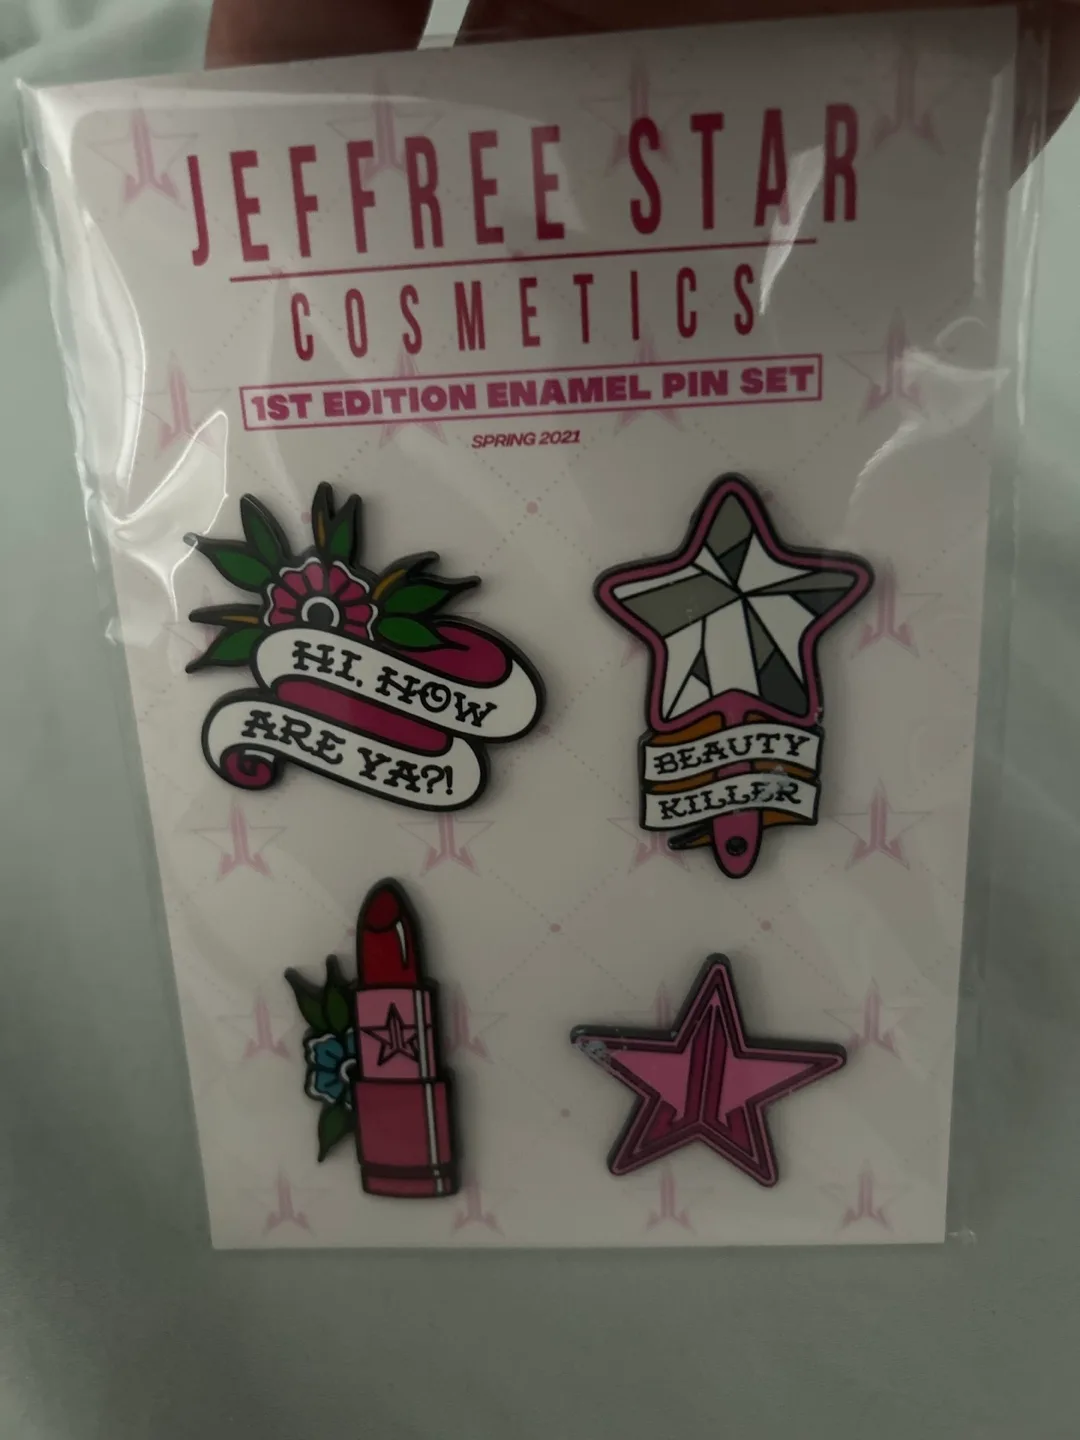 JEFFREE STAR
COSMETICS
1ST EDITION ENAMEL PIN SET
SPRING 2021
HI, HOW
ARE YA?!
BEAUTY
KILLER